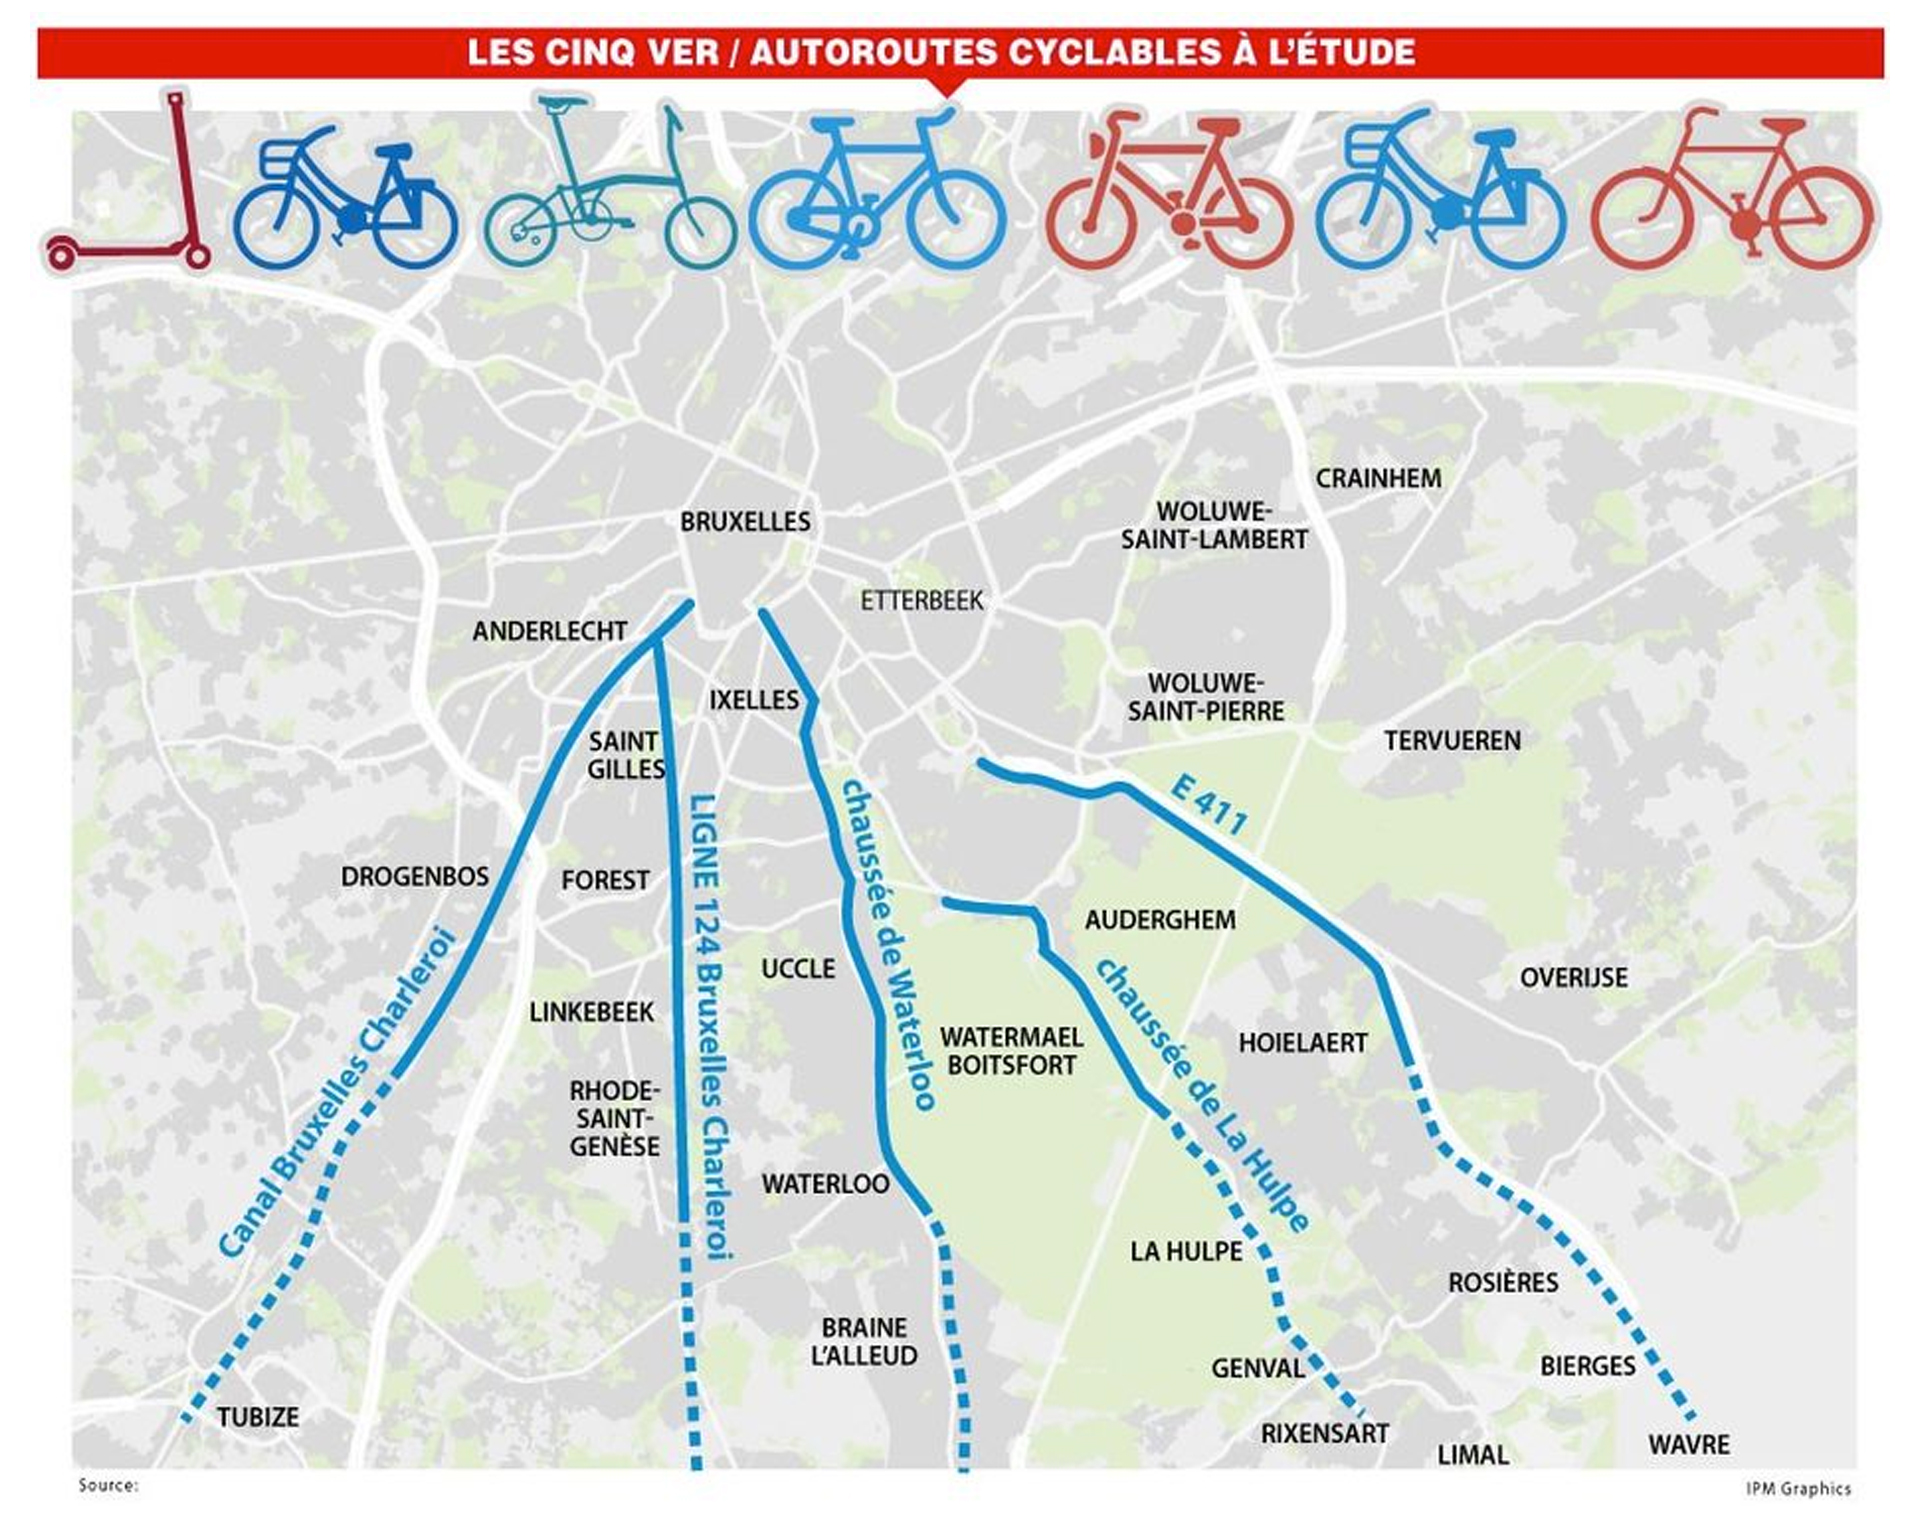 LES CINQ VER / AUTOROUTES CYCLABLES À L'ÉTUDE
CRAINHEM
BRUXELLES
WOLUWE-
SAINT-LAMBERT
ETTERBEEK
ANDERLECHT
IXELLES
WOLUWE-
SAINT-PIERRE
TERVUEREN
SAINT
GILLES
E 411
DROGENBOS
FOREST
LIGNE 124 Bruxelles Charleroi
chaussée de Waterloo
AUDERGHEM
UCCLE
OVERIJSE
Canal Bruxelles Charleroi
LINKEBEEK
WATERMAEL
BOITSFORT
chaussée de La Hulpe
HOIELAERT
RHODE-
SAINT-
GENÈSE
WATERLOO
LA HULPE
ROSIÈRES
BRAINE
L'ALLEUD
GENVAL
BIERGES
TUBIZE
RIXENSART
LIMAL
WAVRE
Source:
IPM Graphics